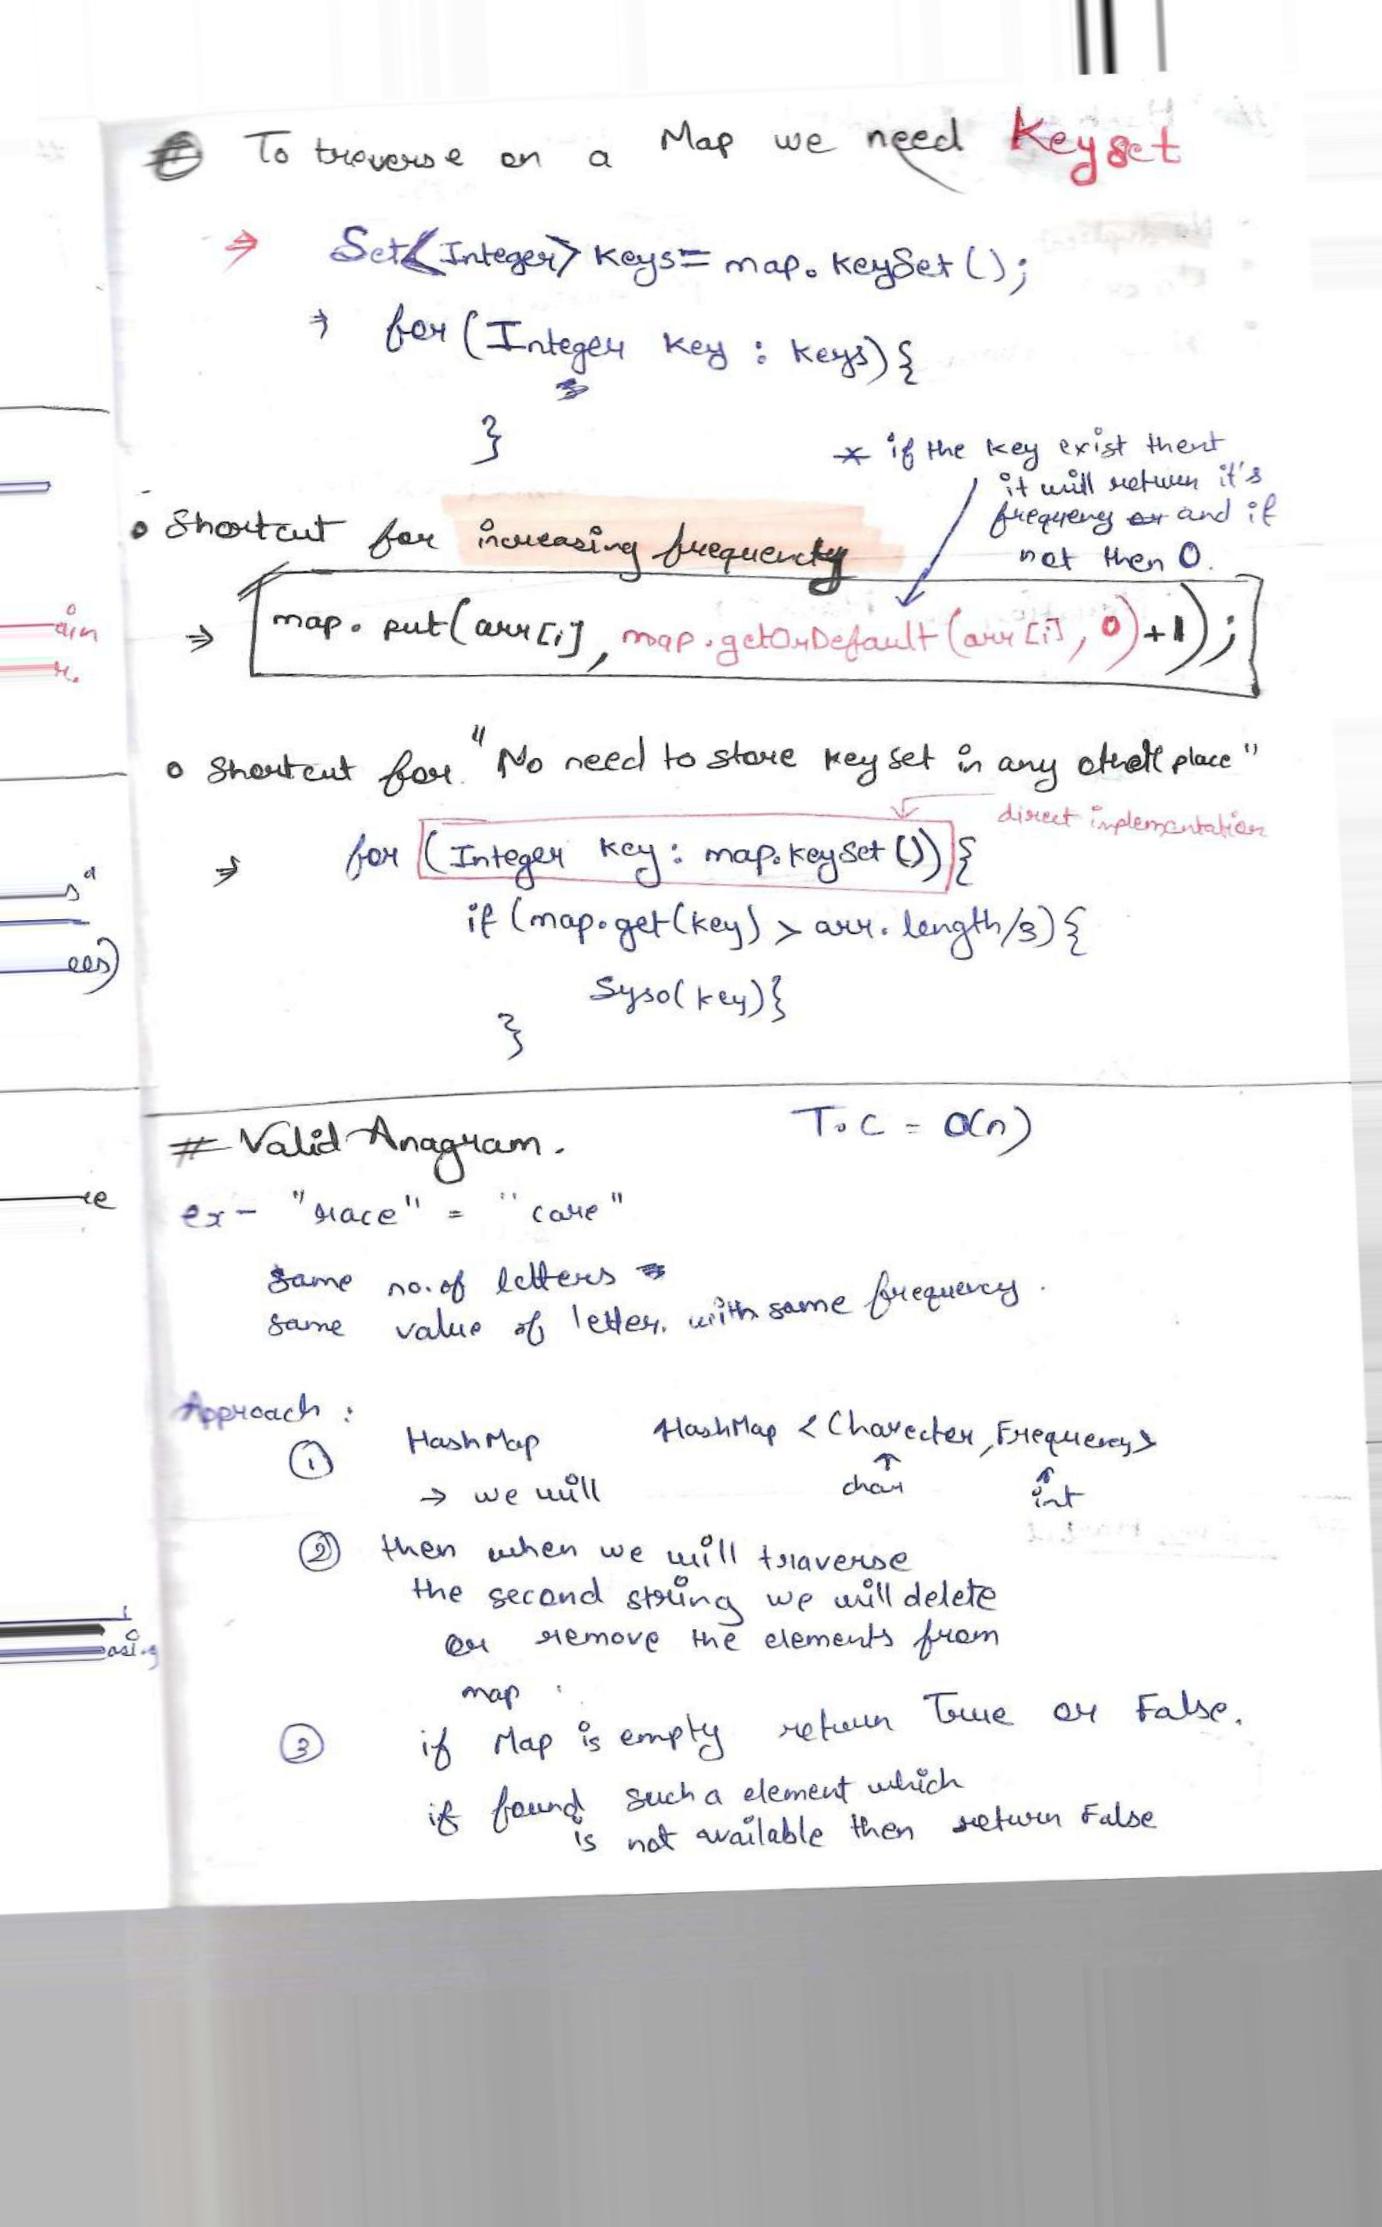 # To traverse on a Map we need Keyset
⇒ Set<Integer> Keys = map.keySet();
⇒ for (Integer Key : keys) {
}
* if the key exist thent
it will return it's
frequeny and if
not then 0.
• Shortcut for increasing frequency
⇒ map.put(arr[i], map.getOrDefault(arr[i], 0)+1);
• Shortcut for "No need to store key set in any other place"
direct implementation
⇒ for (Integer key : map.keyset()) {
if (map.get(key) > arr.length/3) {
Syso(key) }
}
# Valid Anagram. T.C = O(n)
ex - "race" = "care"
same no. of letters
same value of letter. with same frequency.
Approach :
① HashMap HashMap <Charecter, Frequency>
→ we will char int
② then when we will traverse
the second string we will delete
or remove the elements from
map
③ if Map is empty return True or False.
if found such a element which
is not available then return False
ain
r.
s"
ees)
re
asing